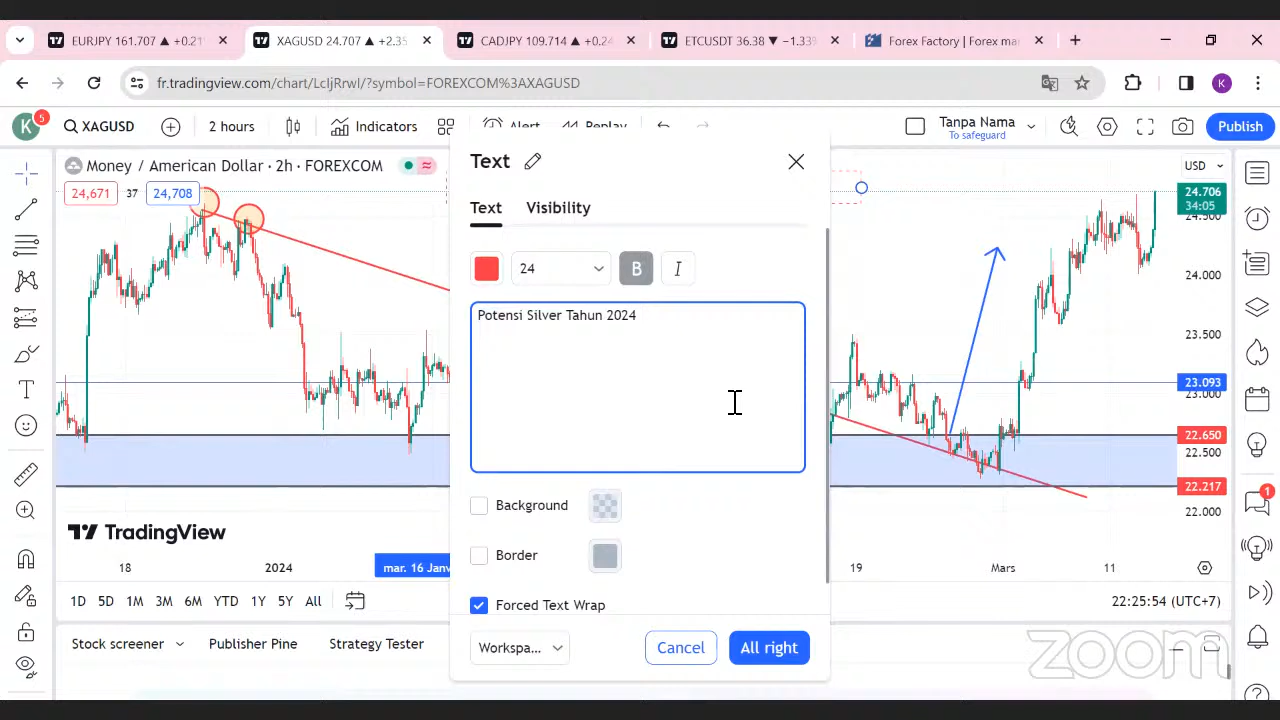 EURJPY 161.707 ▲ +0.21
XAGUSD 24.707 ▲ +2.35
CADJPY 109.714 ▲ +0.24
ETCUSDT 36.38 ▼ −1.33%
Forex Factory | Forex ma
fr.tradingview.com/chart/LcIjRrwI/?symbol=FOREXCOM%3AXAGUSD
K
K
5
XAGUSD
2 hours
Indicators
Alert
Replay
Tanpa Nama
To safeguard
Publish
Money / American Dollar · 2h · FOREXCOM
24,671
37
24,708
USD
24.706
34:05
24.500
24.000
23.500
23.093
23.000
22.650
22.500
22.217
22.000
Text
Text
Visibility
24
B
I
Potensi Silver Tahun 2024
Background
Border
Forced Text Wrap
Workspa...
Cancel
All right
TradingView
18
2024
mar. 16 Janv
19
Mars
11
1D
5D
1M
3M
6M
YTD
1Y
5Y
All
22:25:54 (UTC+7)
Stock screener
Publisher Pine
Strategy Tester
1
zoom